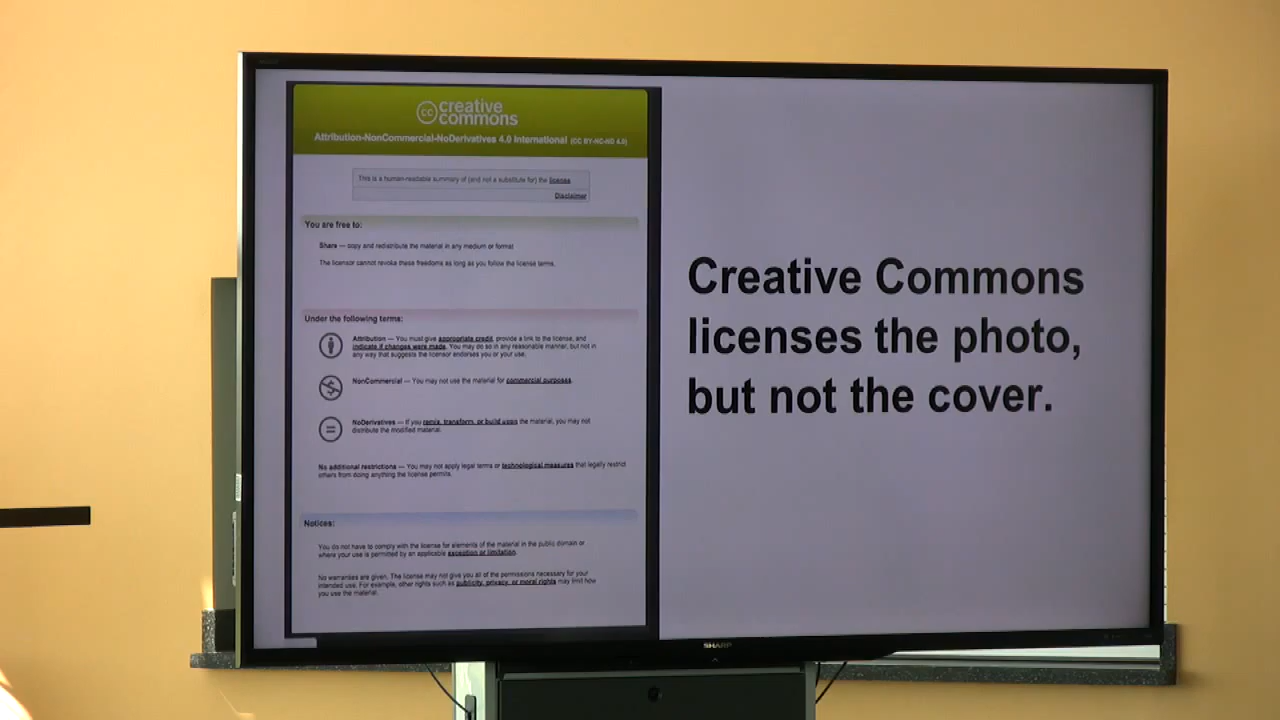 cc creative
commons
Attribution-NonCommercial-NoDerivatives 4.0 International (CC BY-NC-ND 4.0)
This is a human-readable summary of (and not a substitute for) the license
Disclaimer
You are free to:
Share — copy and redistribute the material in any medium or format
The licensor cannot revoke these freedoms as long as you follow the license terms.
Under the following terms:
Attribution — You must give appropriate credit, provide a link to the license, and
indicate if changes were made. You may do so in any reasonable manner, but not in
any way that suggests the licensor endorses you or your use.
NonCommercial — You may not use the material for commercial purposes.
NoDerivatives — If you remix, transform, or build upon the material, you may not
distribute the modified material.
No additional restrictions — You may not apply legal terms or technological measures that legally restrict
others from doing anything the license permits.
Notices:
You do not have to comply with the license for elements of the material in the public domain or
where your use is permitted by an applicable exception or limitation.
No warranties are given. The license may not give you all of the permissions necessary for your
intended use. For example, other rights such as publicity, privacy, or moral rights may limit how
you use the material.
Creative Commons
licenses the photo,
but not the cover.
SHARP